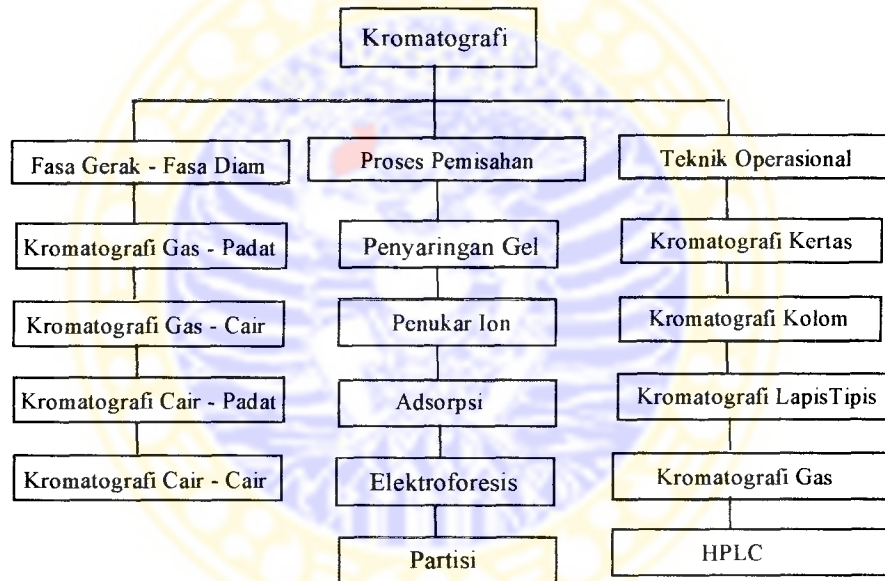 Kromatografi
Fasa Gerak - Fasa Diam
Kromatografi Gas - Padat
Kromatografi Gas - Cair
Kromatografi Cair - Padat
Kromatografi Cair - Cair
Proses Pemisahan
Penyaringan Gel
Penukar Ion
Adsorpsi
Elektroforesis
Partisi
Teknik Operasional
Kromatografi Kertas
Kromatografi Kolom
Kromatografi LapisTipis
Kromatografi Gas
HPLC